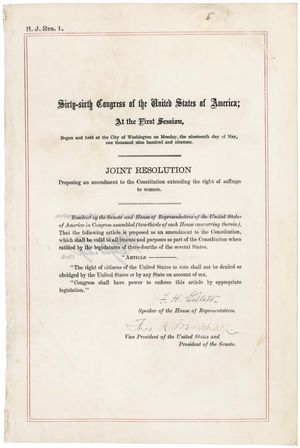 5
H. J. Res. 1.
Sixty-sixth Congress of the United States of America;
At the First Session,
Begun and held at the City of Washington on Monday, the nineteenth day of May,
one thousand nine hundred and nineteen.
JOINT RESOLUTION
Proposing an amendment to the Constitution extending the right of suffrage
to women.
Resolved by the Senate and House of Representatives of the United States
of America in Congress assembled (two-thirds of each House concurring therein),
That the following article is proposed as an amendment to the Constitution,
which shall be valid to all intents and purposes as part of the Constitution when
ratified by the legislatures of three-fourths of the several States.
"ARTICLE ————.
"The right of citizens of the United States to vote shall not be denied or
abridged by the United States or by any State on account of sex.
"Congress shall have power to enforce this article by appropriate
legislation."
F. H. Gillett
Speaker of the House of Representatives.
Thos. R. Marshall
Vice President of the United States and
President of the Senate.